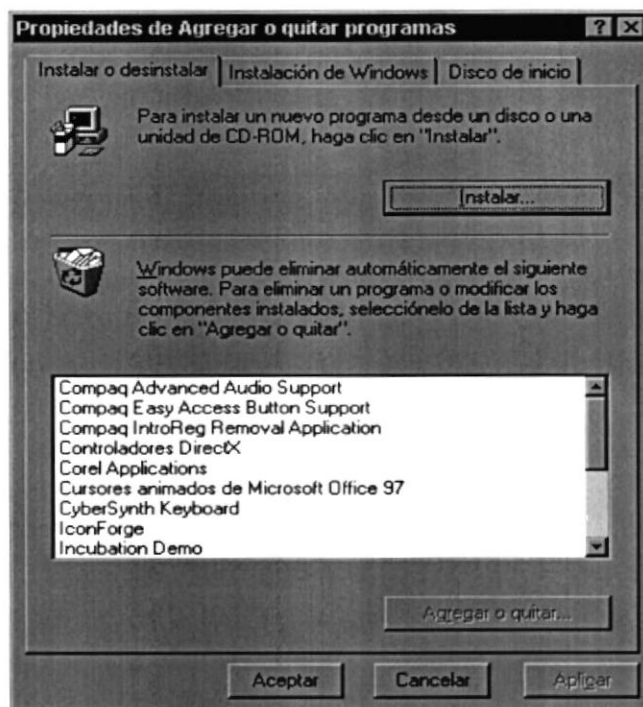 Propiedades de Agregar o quitar programas
Instalar o desinstalar
Instalación de Windows
Disco de inicio
Para instalar un nuevo programa desde un disco o una
unidad de CD-ROM, haga clic en "Instalar".
Instalar...
Windows puede eliminar automáticamente el siguiente
software. Para eliminar un programa o modificar los
componentes instalados, selecciónelo de la lista y haga
clic en "Agregar o quitar".
Compaq Advanced Audio Support
Compaq Easy Access Button Support
Compaq IntroReg Removal Application
Controladores DirectX
Corel Applications
Cursores animados de Microsoft Office 97
CyberSynth Keyboard
IconForge
Incubation Demo
Agregar o quitar...
Aceptar
Cancelar
Apligar